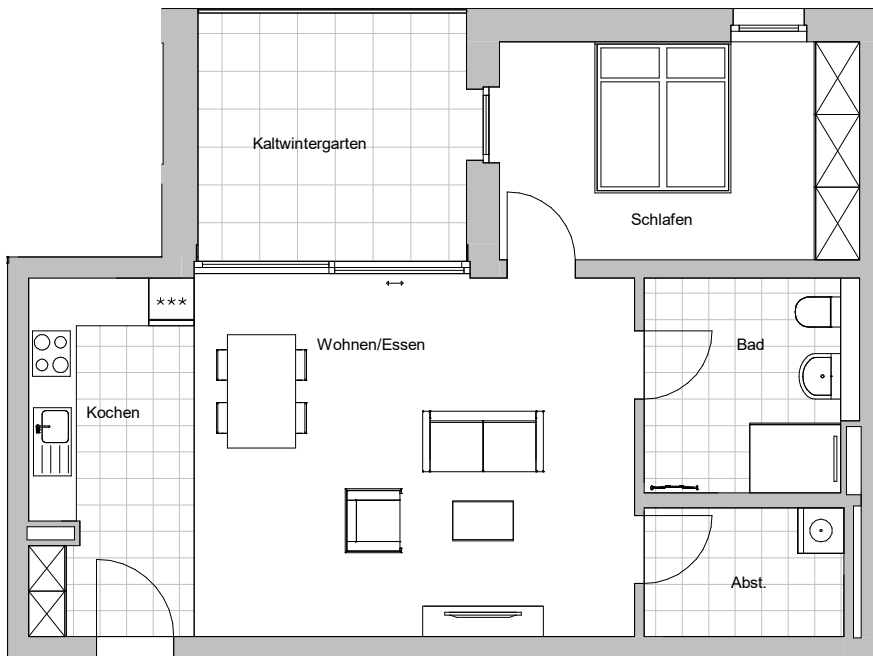 Kaltwintergarten
Schlafen
***
Wohnen/Essen
Bad
Kochen
Abst.